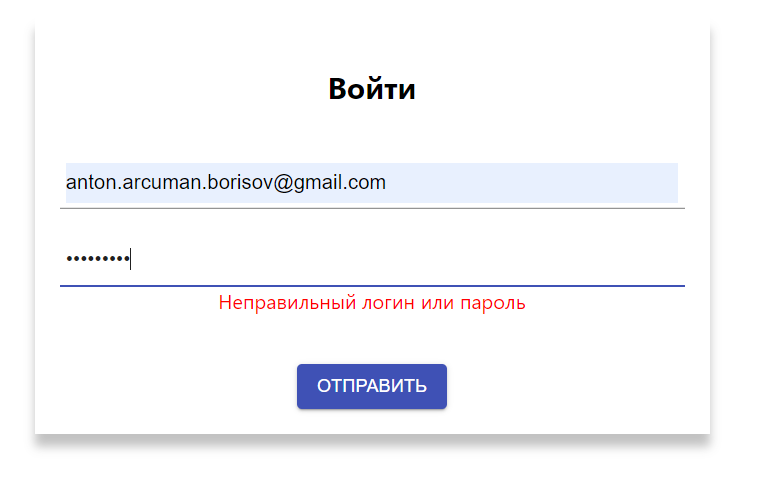 Войти
anton.arcuman.borisov@gmail.com
•••••••••
Неправильный логин или пароль
ОТПРАВИТЬ